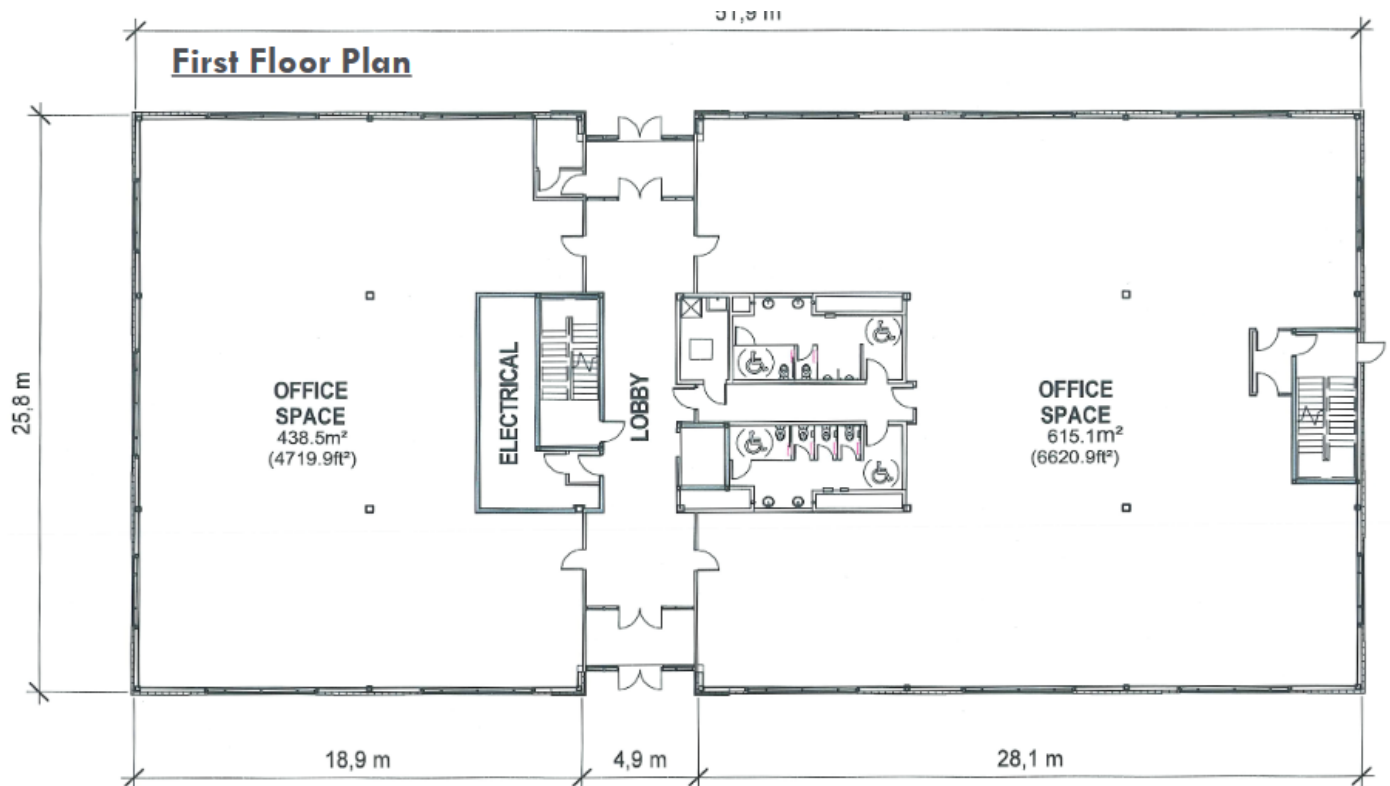 51,9 m
First Floor Plan
25,8 m
OFFICE
SPACE
438.5m²
(4719.9ft²)
ELECTRICAL
LOBBY
OFFICE
SPACE
615.1m²
(6620.9ft²)
18,9 m
4,9 m
28,1 m